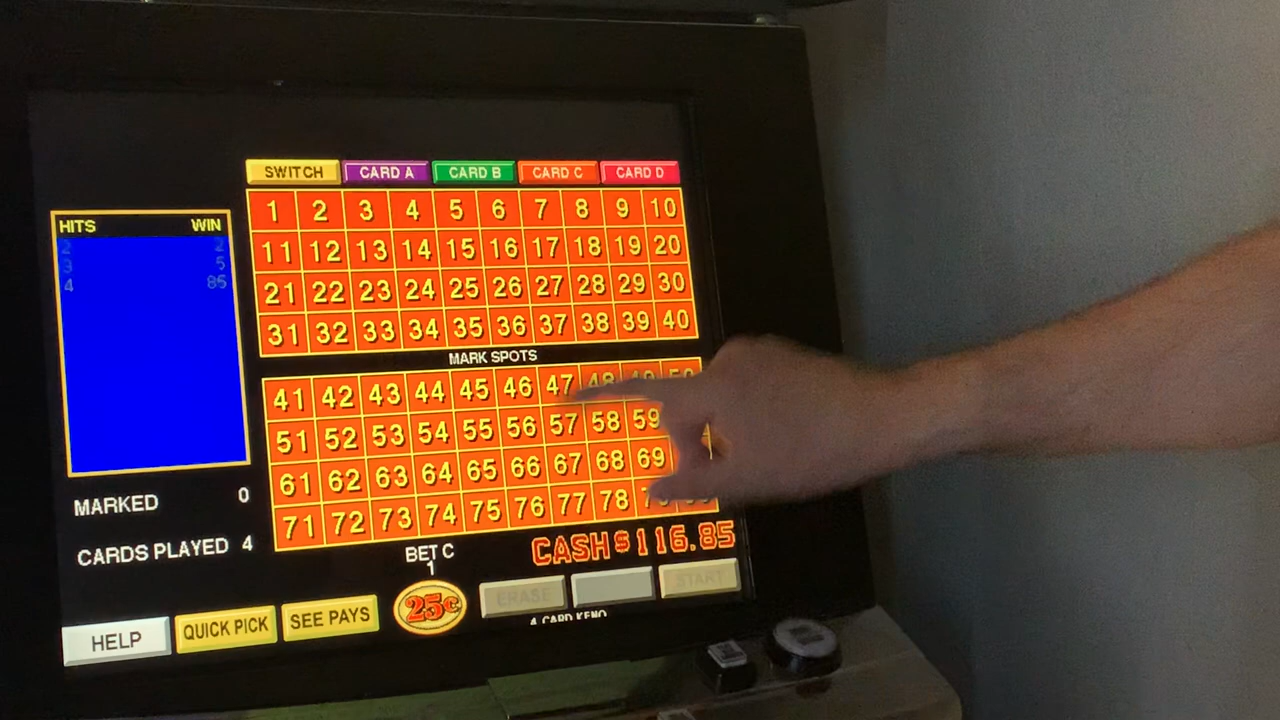 SWITCH CARD A CARD B CARD C CARD D
HITS WIN
2 2
3 5
4 85
1 2 3 4 5 6 7 8 9 10
11 12 13 14 15 16 17 18 19 20
21 22 23 24 25 26 27 28 29 30
31 32 33 34 35 36 37 38 39 40
MARK SPOTS
41 42 43 44 45 46 47 48 49 50
51 52 53 54 55 56 57 58 59
61 62 63 64 65 66 67 68 69
71 72 73 74 75 76 77 78
MARKED 0
CARDS PLAYED 4
BET C
1
CASH $116.85
HELP QUICK PICK SEE PAYS 25¢ ERASE START
4 CARD KENO